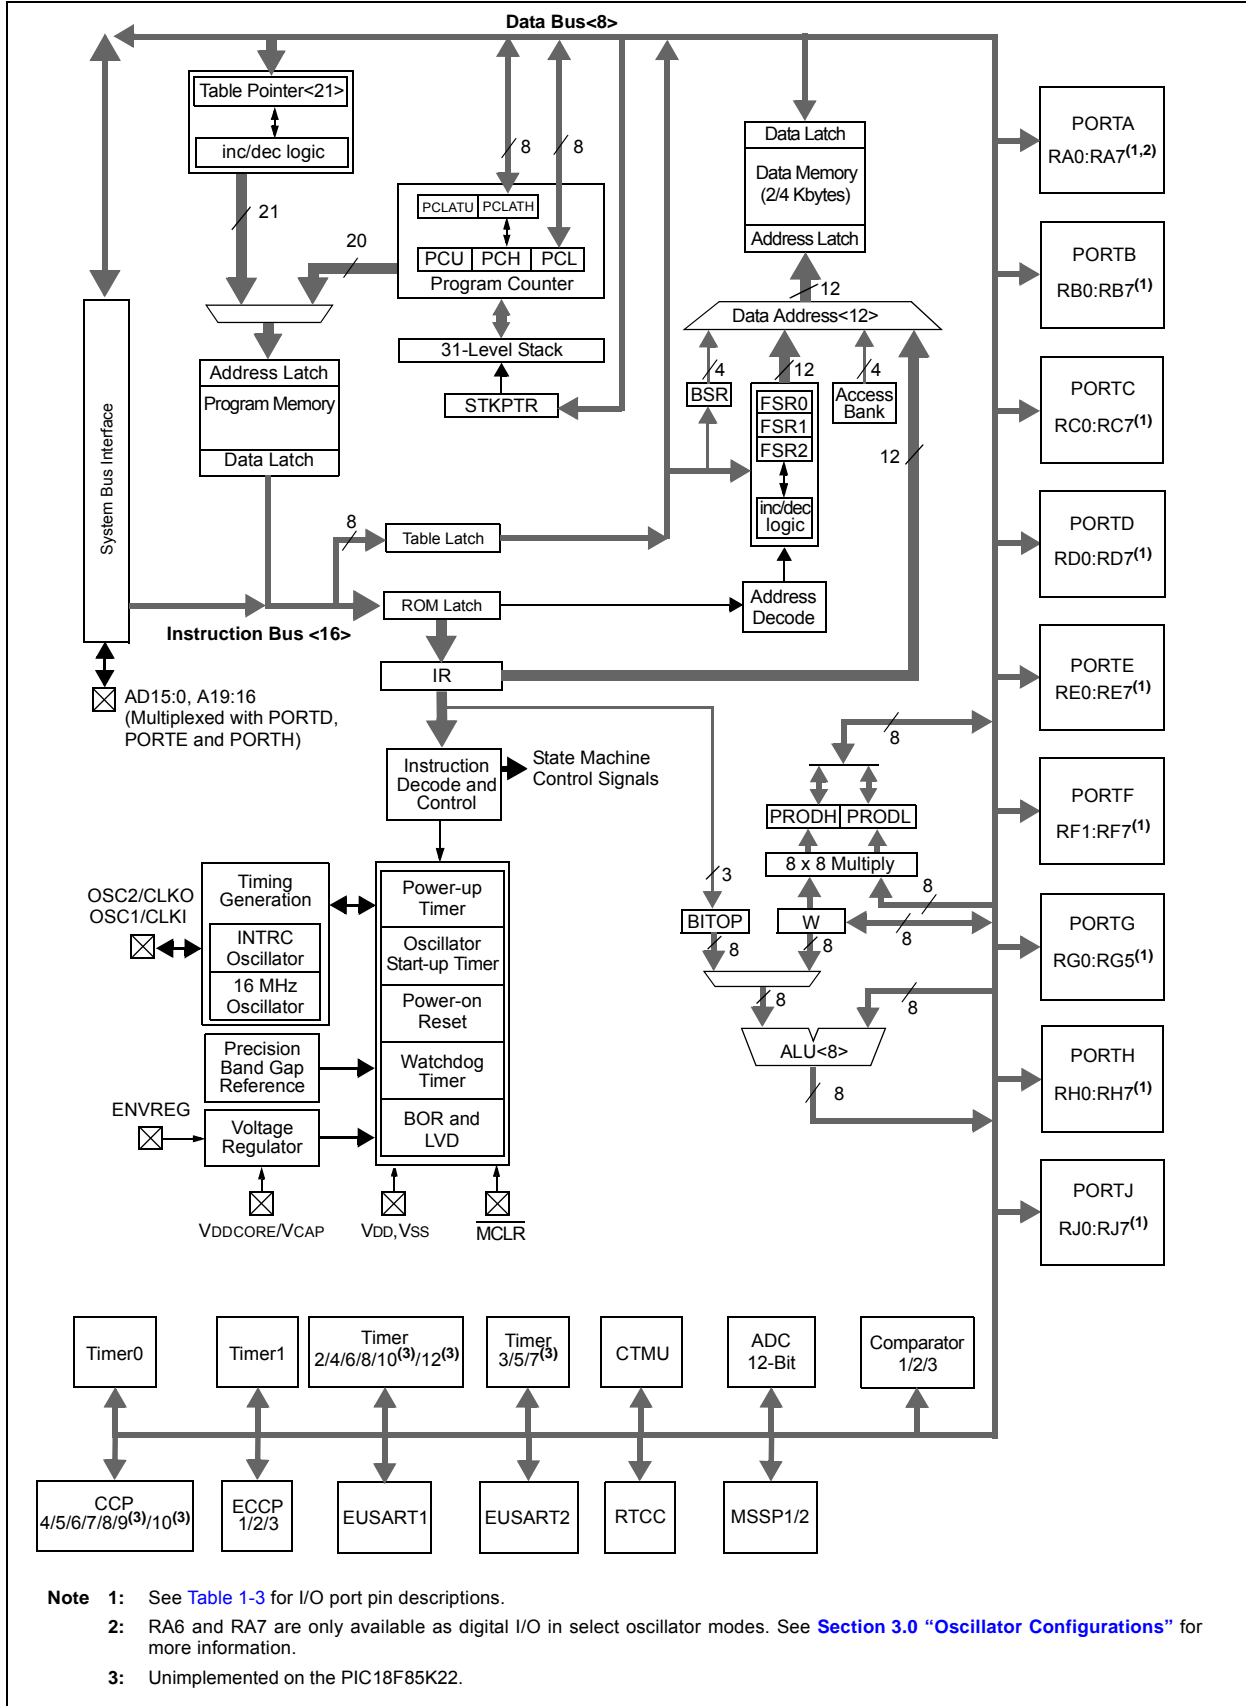 Data Bus<8>
Table Pointer<21>
inc/dec logic
21
20
8
8
PCLATU PCLATH
PCU PCH PCL
Program Counter
31-Level Stack
STKPTR
Data Latch
Data Memory
(2/4 Kbytes)
Address Latch
12
Data Address<12>
4
12
4
BSR
FSR0
FSR1
FSR2
inc/dec
logic
Access
Bank
12
Address Latch
Program Memory
Data Latch
System Bus Interface
8
Table Latch
ROM Latch
Address
Decode
Instruction Bus <16>
IR
AD15:0, A19:16
(Multiplexed with PORTD,
PORTE and PORTH)
Instruction
Decode and
Control
State Machine
Control Signals
8
PRODH PRODL
8 x 8 Multiply
3
8
BITOP
W
8
8
8
8
8
ALU<8>
8
OSC2/CLKO
OSC1/CLKI
Timing
Generation
INTRC
Oscillator
16 MHz
Oscillator
Power-up
Timer
Oscillator
Start-up Timer
Power-on
Reset
Watchdog
Timer
BOR and
LVD
Precision
Band Gap
Reference
ENVREG
Voltage
Regulator
VDDCORE/VCAP
VDD,VSS
MCLR
PORTA
RA0:RA7(1,2)
PORTB
RB0:RB7(1)
PORTC
RC0:RC7(1)
PORTD
RD0:RD7(1)
PORTE
RE0:RE7(1)
PORTF
RF1:RF7(1)
PORTG
RG0:RG5(1)
PORTH
RH0:RH7(1)
PORTJ
RJ0:RJ7(1)
Timer0
Timer1
Timer
2/4/6/8/10(3)/12(3)
Timer
3/5/7(3)
CTMU
ADC
12-Bit
Comparator
1/2/3
CCP
4/5/6/7/8/9(3)/10(3)
ECCP
1/2/3
EUSART1
EUSART2
RTCC
MSSP1/2
Note 1: See Table 1-3 for I/O port pin descriptions.
2: RA6 and RA7 are only available as digital I/O in select oscillator modes. See Section 3.0 “Oscillator Configurations” for
more information.
3: Unimplemented on the PIC18F85K22.